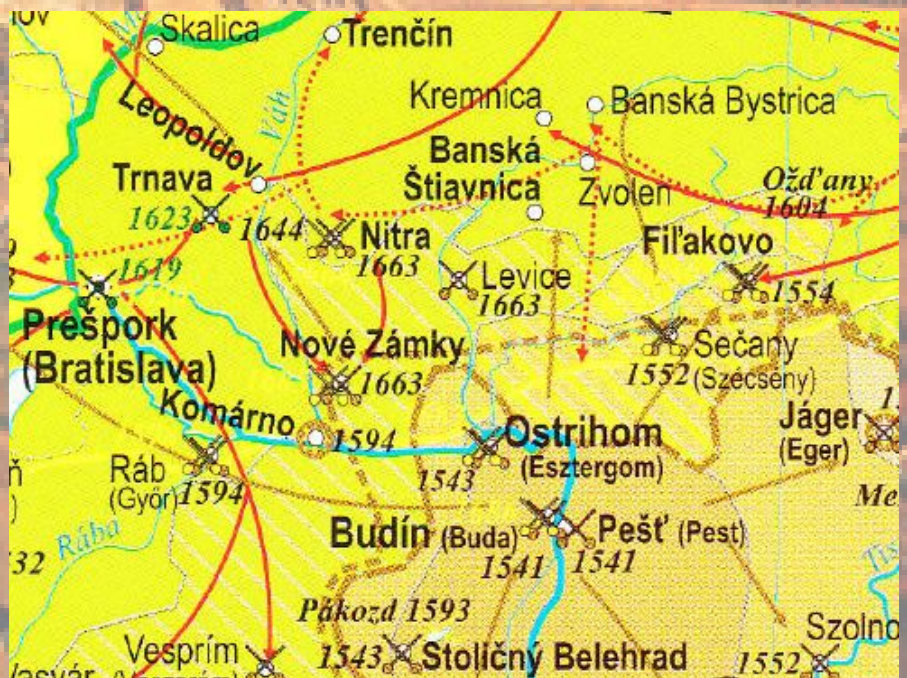 Skalica
Trenčín
Leopoldov
Váh
Kremnica
Banská Bystrica
Trnava
1623
1644
Banská
Štiavnica
Zvolen
Ožďany
1604
Nitra
1663
Fiľakovo
1554
1619
Levice
1663
Prešpork
(Bratislava)
Nové Zámky
1663
Sečany
1552 (Szécsény)
Komárno
1594
Ostrihom
(Esztergom)
1543
Jáger
(Eger)
Ráb
(Győr) 1594
Rába
Budín (Buda)
1541
Pešť (Pest)
1541
32
Pákozd 1593
Vesprím
1543
Stoličný Belehrad
1552